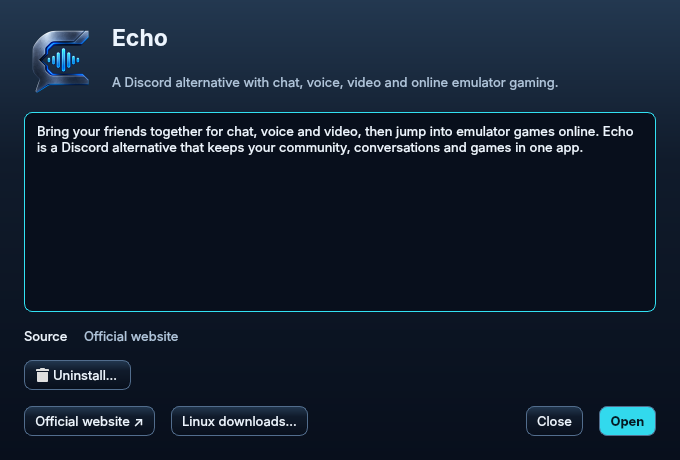 Echo
A Discord alternative with chat, voice, video and online emulator gaming.
Bring your friends together for chat, voice and video, then jump into emulator games online. Echo
is a Discord alternative that keeps your community, conversations and games in one app.
Source Official website
Uninstall...
Official website ↗ Linux downloads... Close Open